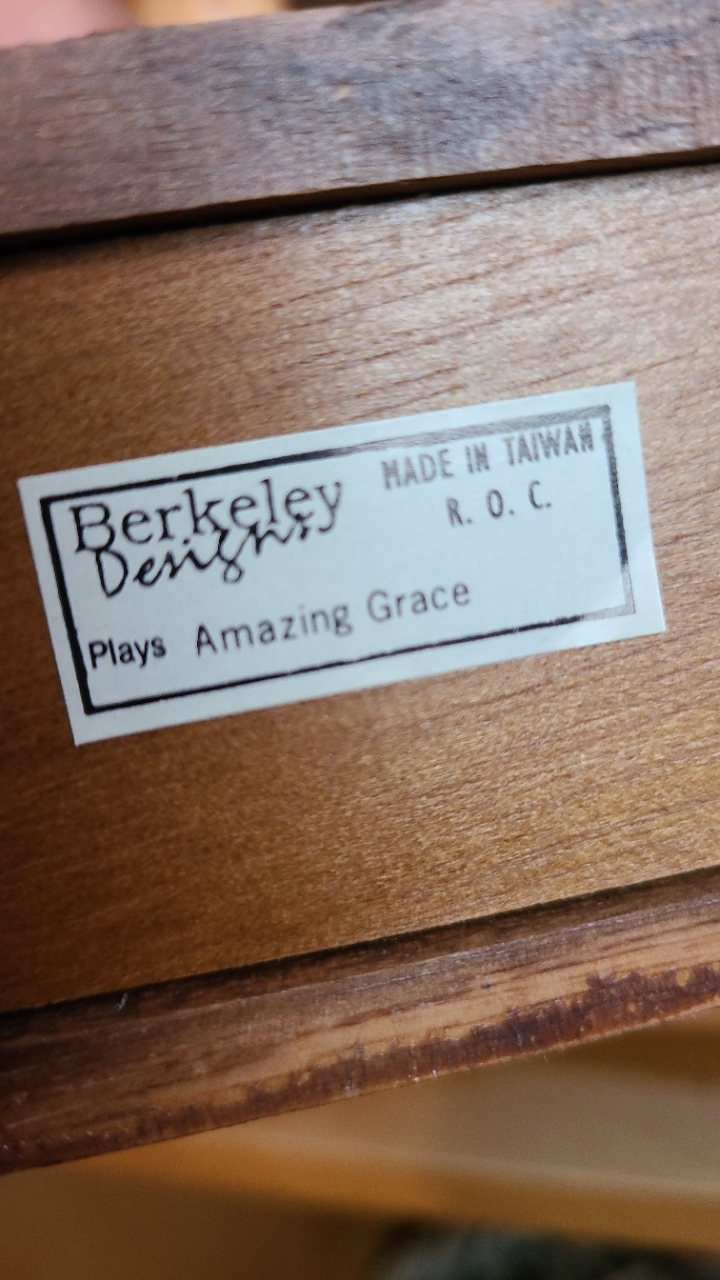 Berkeley
Designs
MADE IN TAIWAN
R. O. C.
Plays Amazing Grace